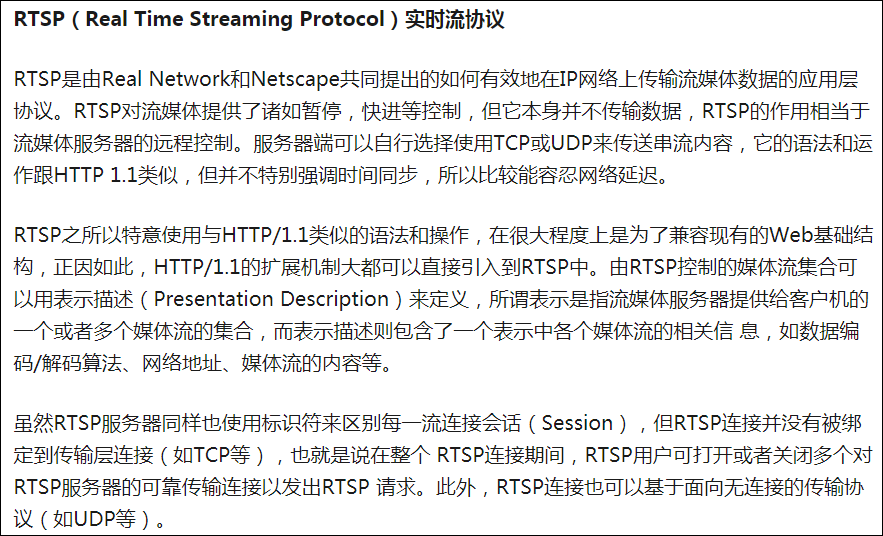 RTSP（Real Time Streaming Protocol）实时流协议
RTSP是由Real Network和Netscape共同提出的如何有效地在IP网络上传输流媒体数据的应用层
协议。RTSP对流媒体提供了诸如暂停，快进等控制，但它本身并不传输数据，RTSP的作用相当于
流媒体服务器的远程控制。服务器端可以自行选择使用TCP或UDP来传送串流内容，它的语法和运
作跟HTTP 1.1类似，但并不特别强调时间同步，所以比较能容忍网络延迟。
RTSP之所以特意使用与HTTP/1.1类似的语法和操作，在很大程度上是为了兼容现有的Web基础结
构，正因如此，HTTP/1.1的扩展机制大都可以直接引入到RTSP中。由RTSP控制的媒体流集合可
以用表示描述（Presentation Description）来定义，所谓表示是指流媒体服务器提供给客户机的
一个或者多个媒体流的集合，而表示描述则包含了一个表示中各个媒体流的相关信 息，如数据编
码/解码算法、网络地址、媒体流的内容等。
虽然RTSP服务器同样也使用标识符来区别每一流连接会话（Session），但RTSP连接并没有被绑
定到传输层连接（如TCP等），也就是说在整个 RTSP连接期间，RTSP用户可打开或者关闭多个对
RTSP服务器的可靠传输连接以发出RTSP 请求。此外，RTSP连接也可以基于面向无连接的传输协
议（如UDP等）。